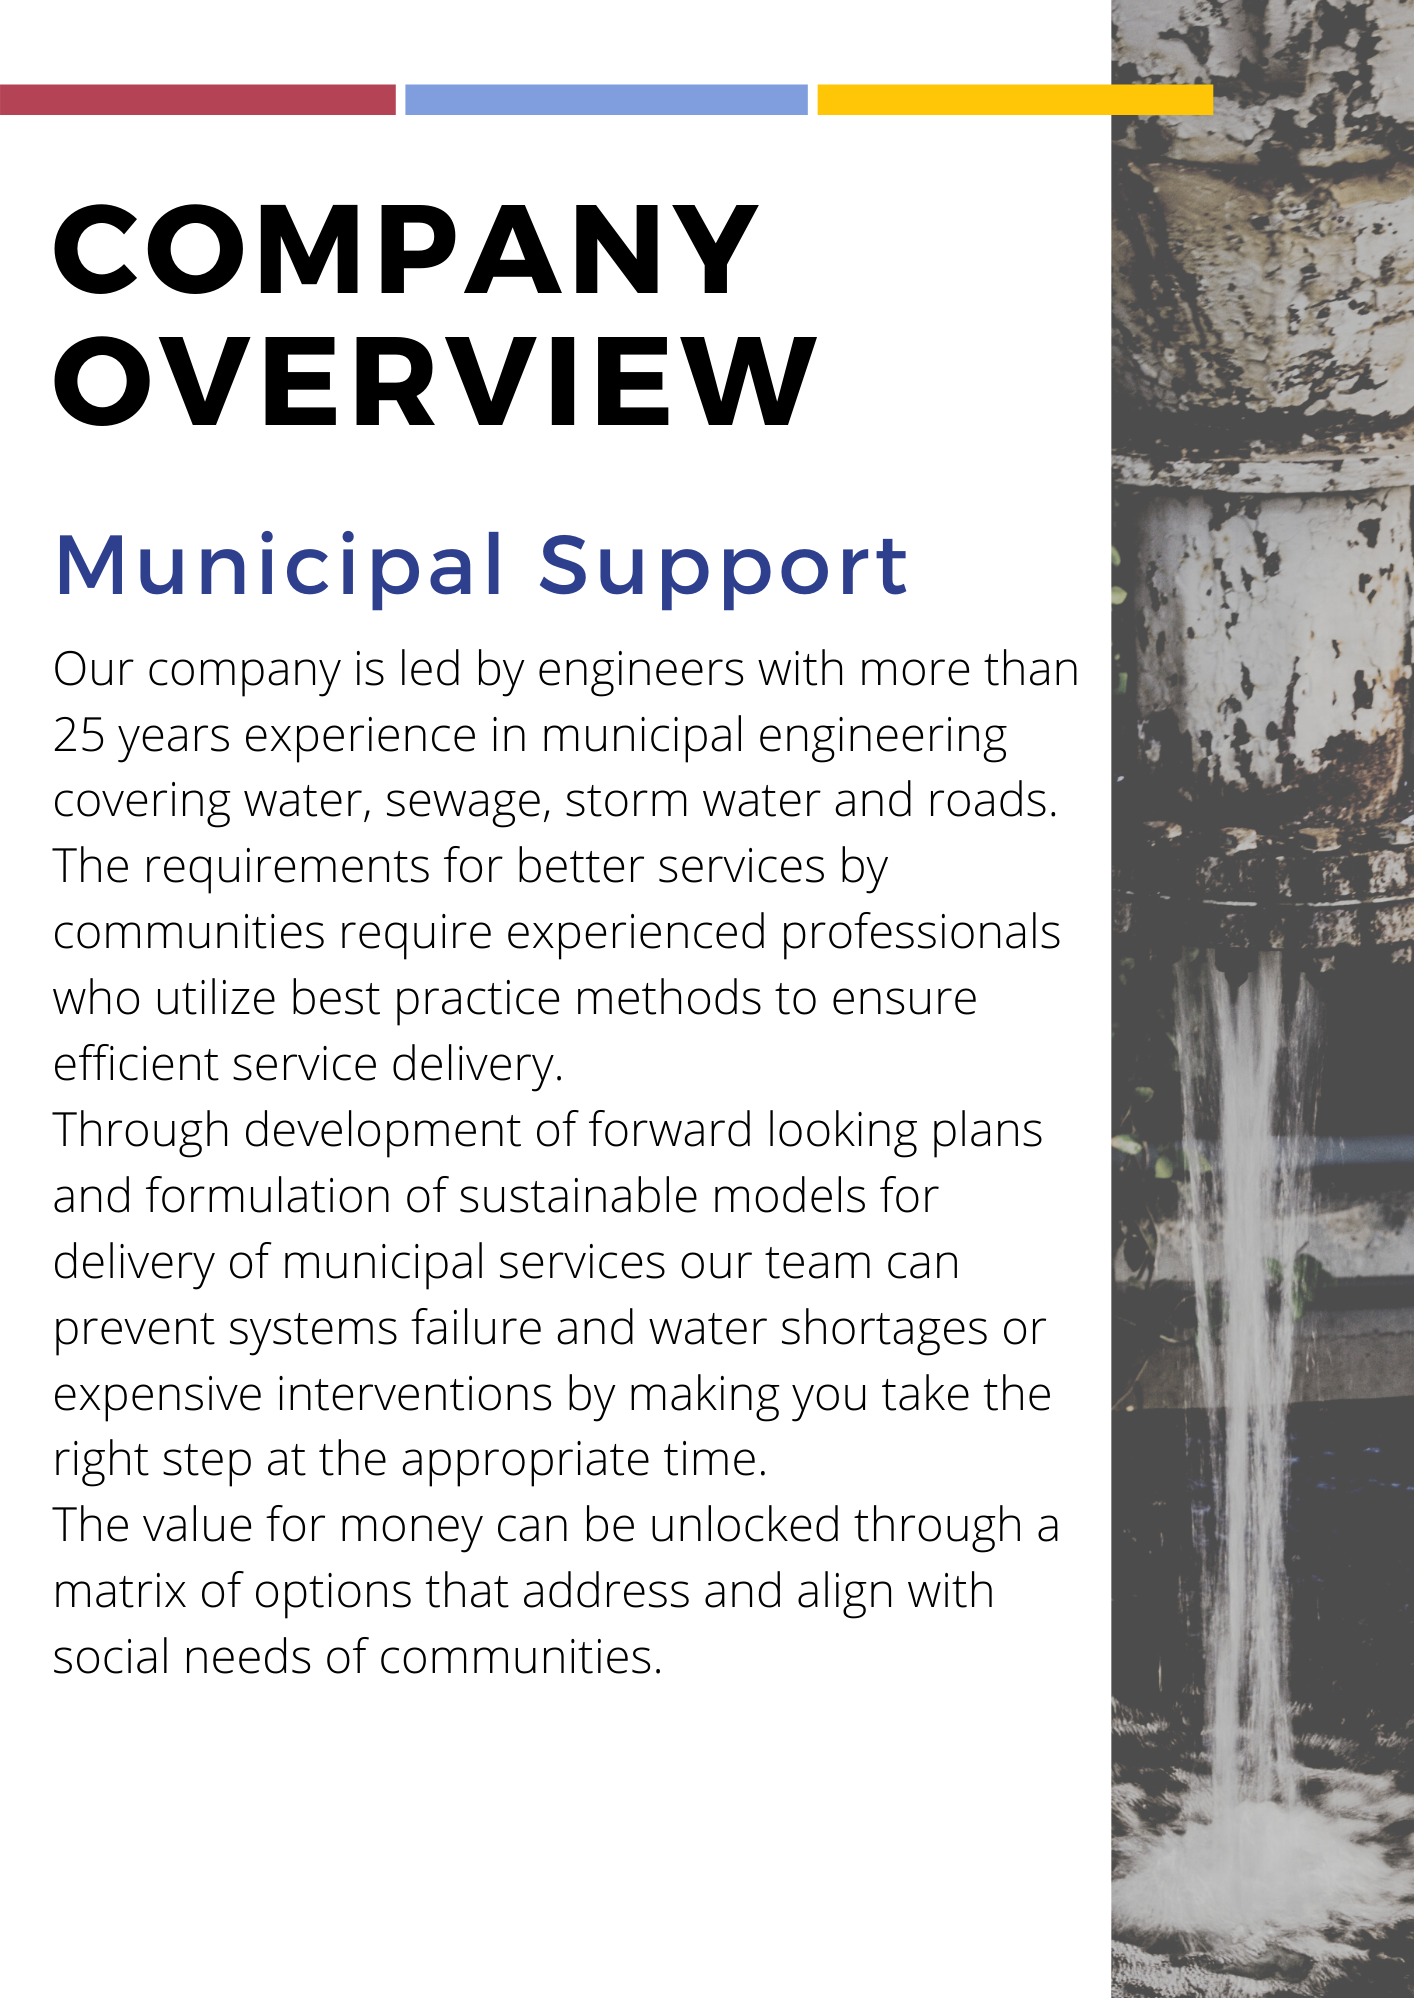 COMPANY
OVERVIEW
Municipal Support
Our company is led by engineers with more than
25 years experience in municipal engineering
covering water, sewage, storm water and roads.
The requirements for better services by
communities require experienced professionals
who utilize best practice methods to ensure
efficient service delivery.
Through development of forward looking plans
and formulation of sustainable models for
delivery of municipal services our team can
prevent systems failure and water shortages or
expensive interventions by making you take the
right step at the appropriate time.
The value for money can be unlocked through a
matrix of options that address and align with
social needs of communities.